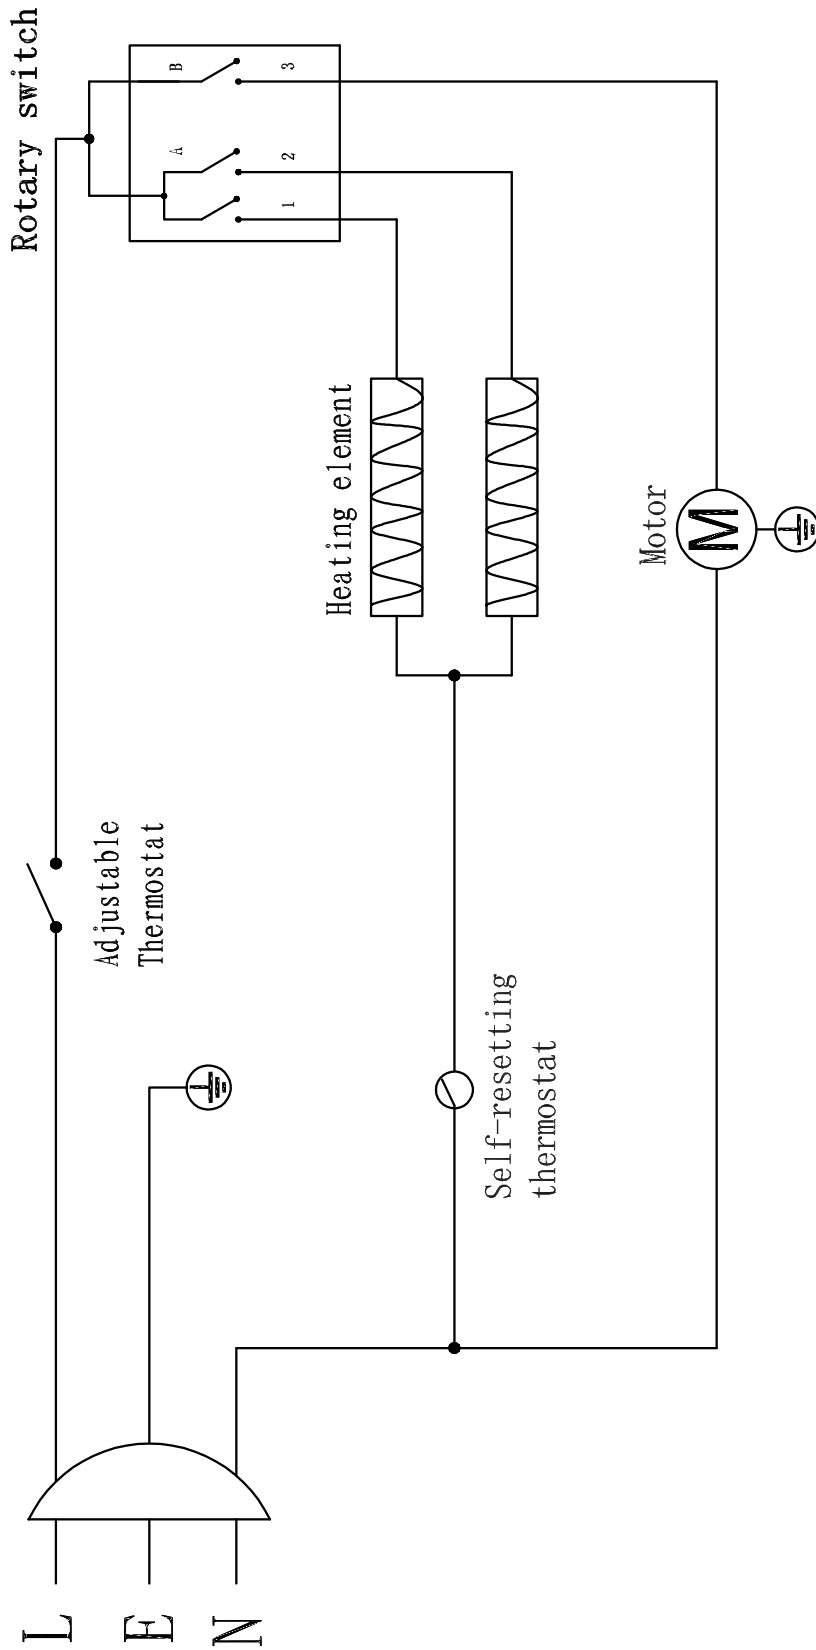 Rotary switch
B
3
A
2
1
Heating element
Motor
M
Adjustable
Thermostat
Self-resetting
thermostat
L
E
N